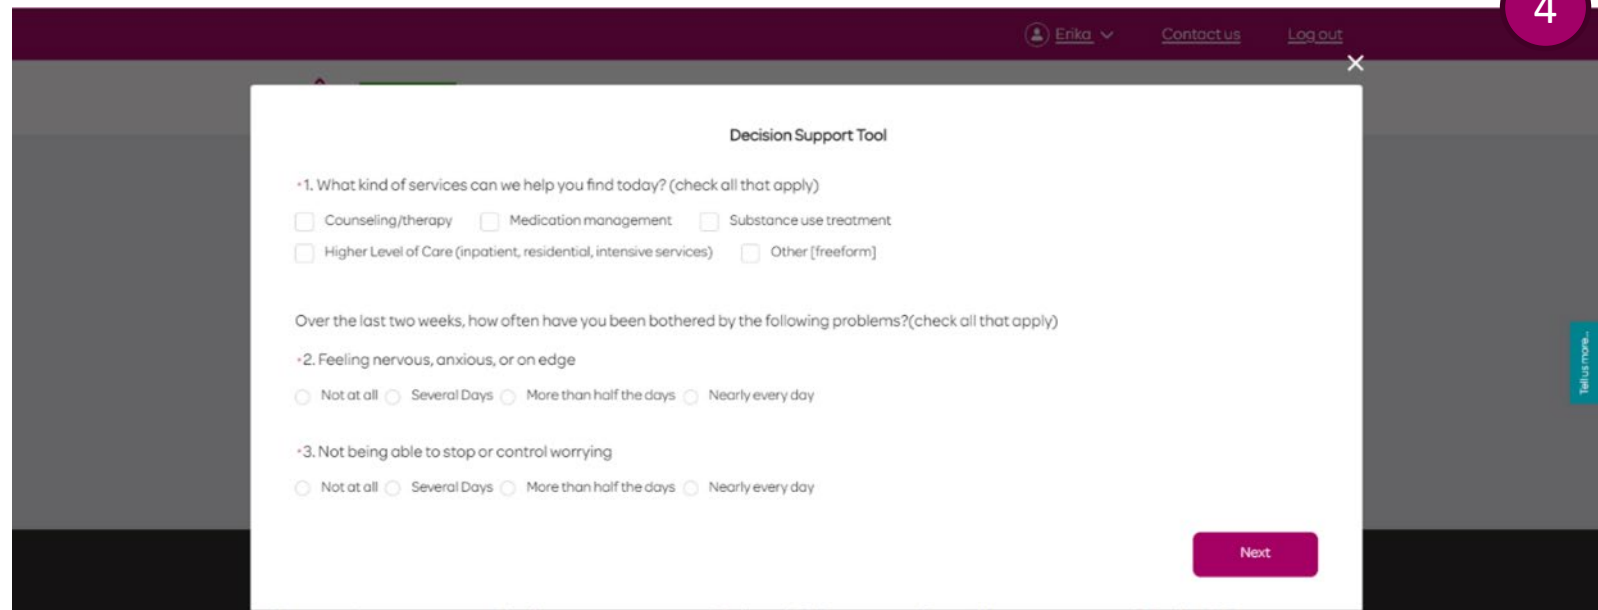 4
Erika Contact us Log out
Decision Support Tool
*1. What kind of services can we help you find today? (check all that apply)
Counseling/therapy Medication management Substance use treatment
Higher Level of Care (inpatient, residential, intensive services) Other [freeform]
Over the last two weeks, how often have you been bothered by the following problems?(check all that apply)
*2. Feeling nervous, anxious, or on edge
Not at all Several Days More than half the days Nearly every day
*3. Not being able to stop or control worrying
Not at all Several Days More than half the days Nearly every day
Tell us more...
Next